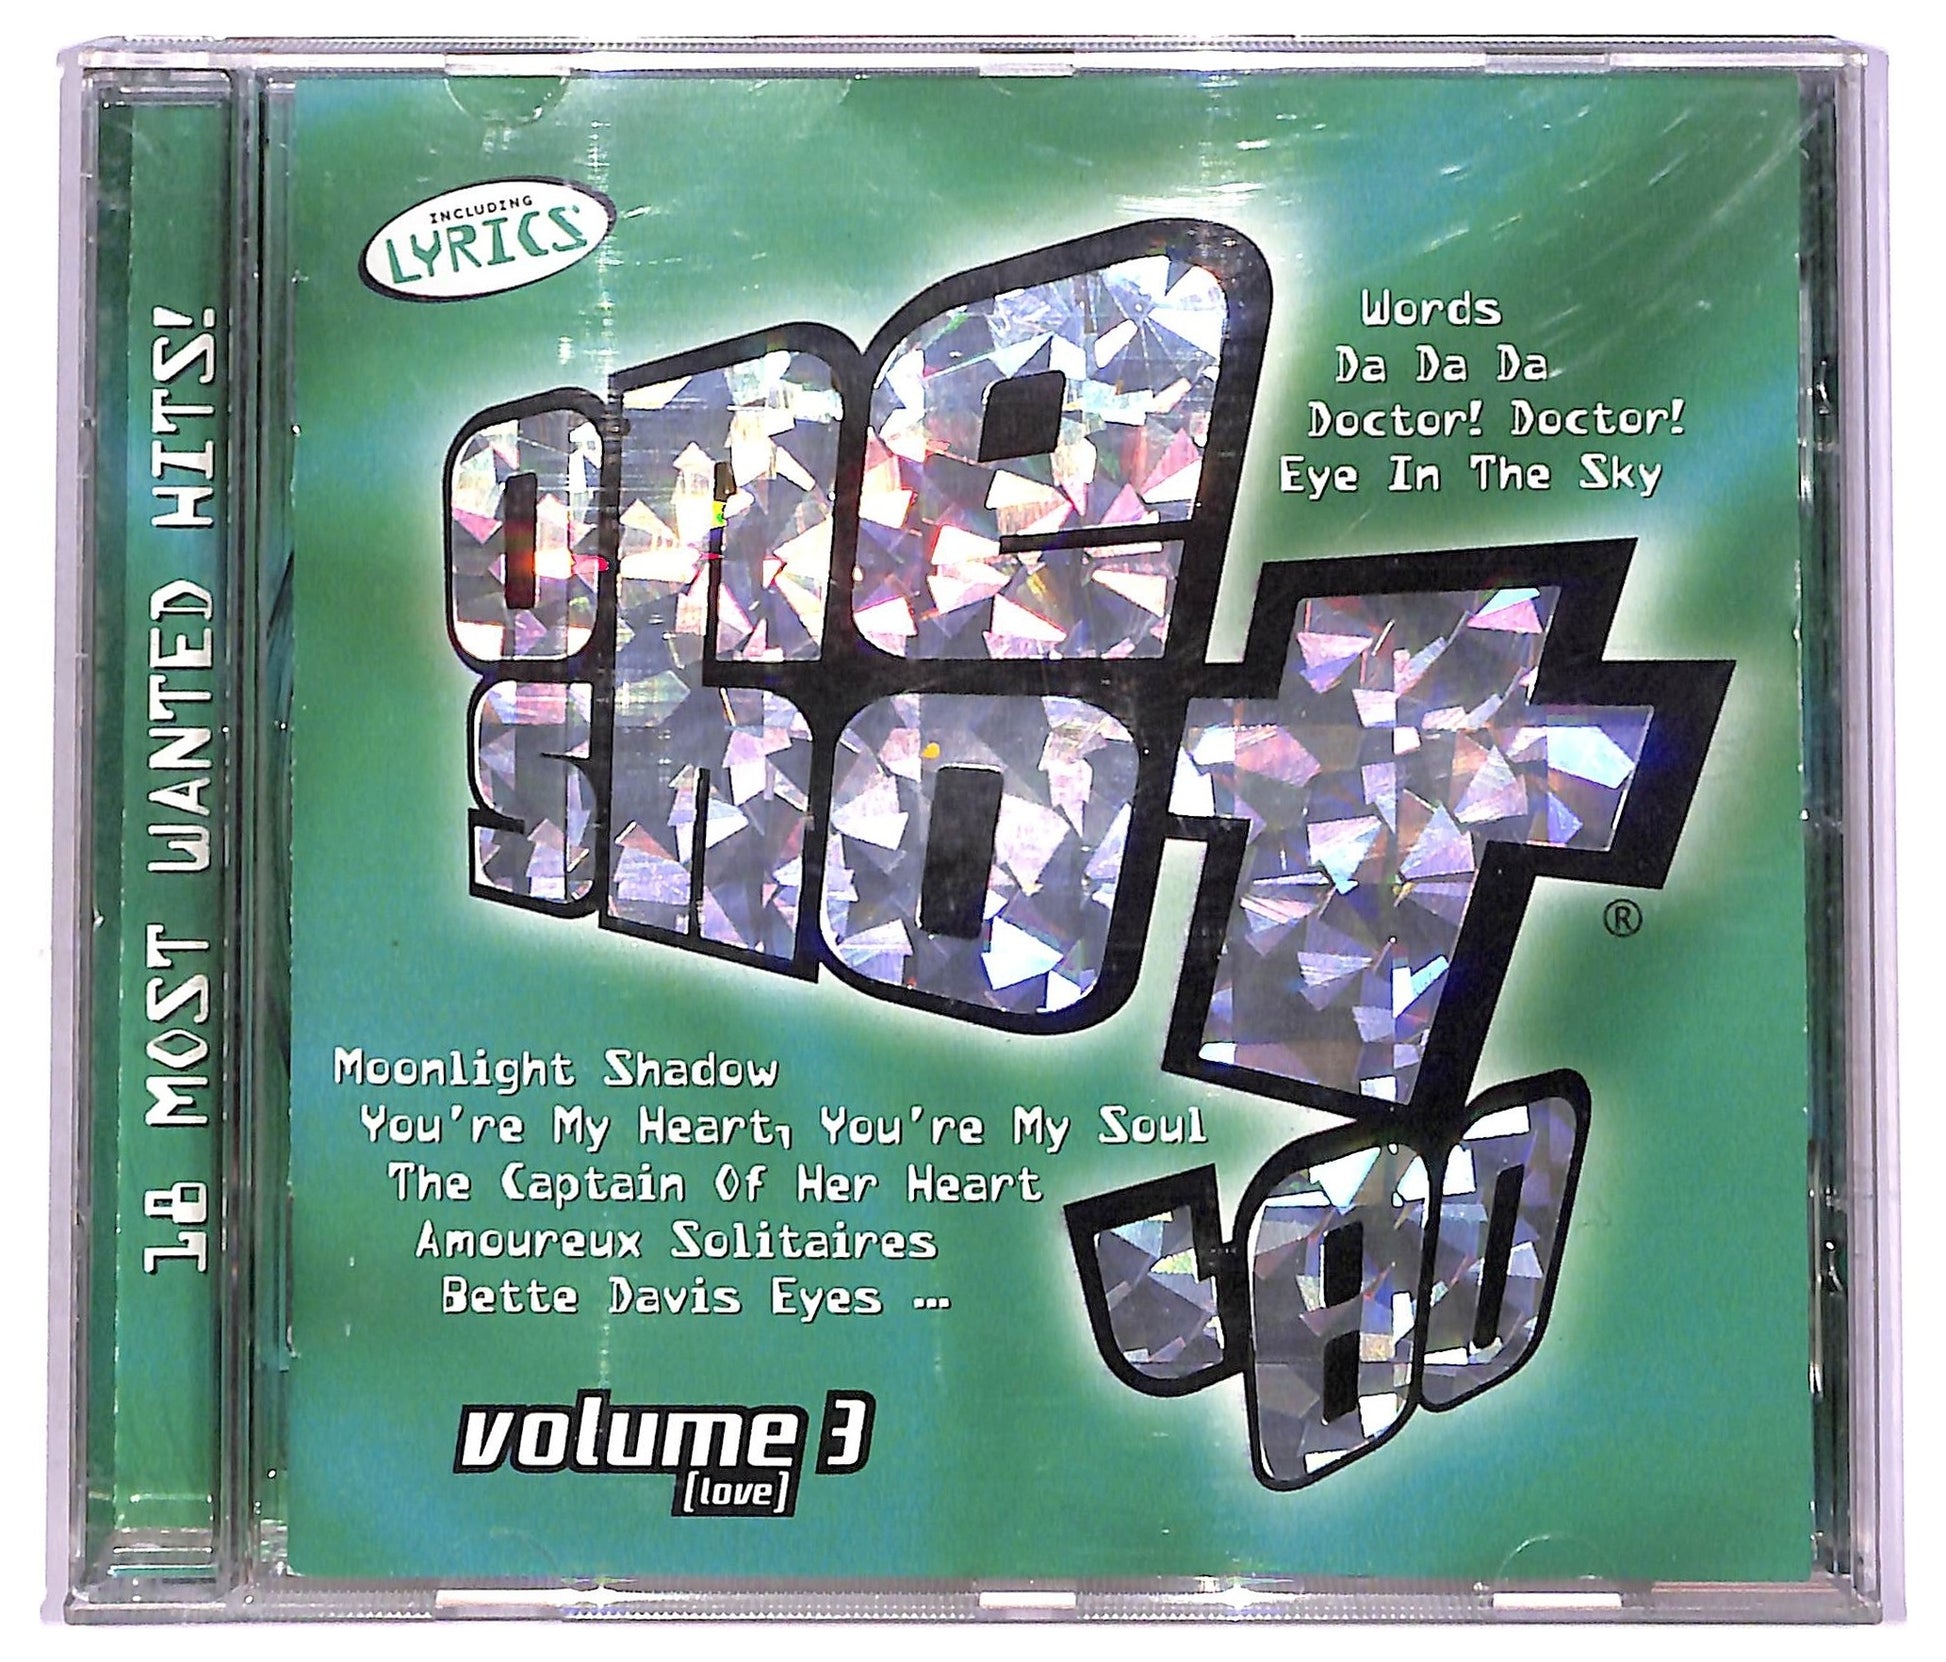 18 MOST WANTED HITS!
INCLUDING
LYRICS
one
shot
®
'80
Words
Da Da Da
Doctor! Doctor!
Eye In The Sky
Moonlight Shadow
You're My Heart, You're My Soul
The Captain Of Her Heart
Amoureux Solitaires
Bette Davis Eyes ...
volume 3
[love]